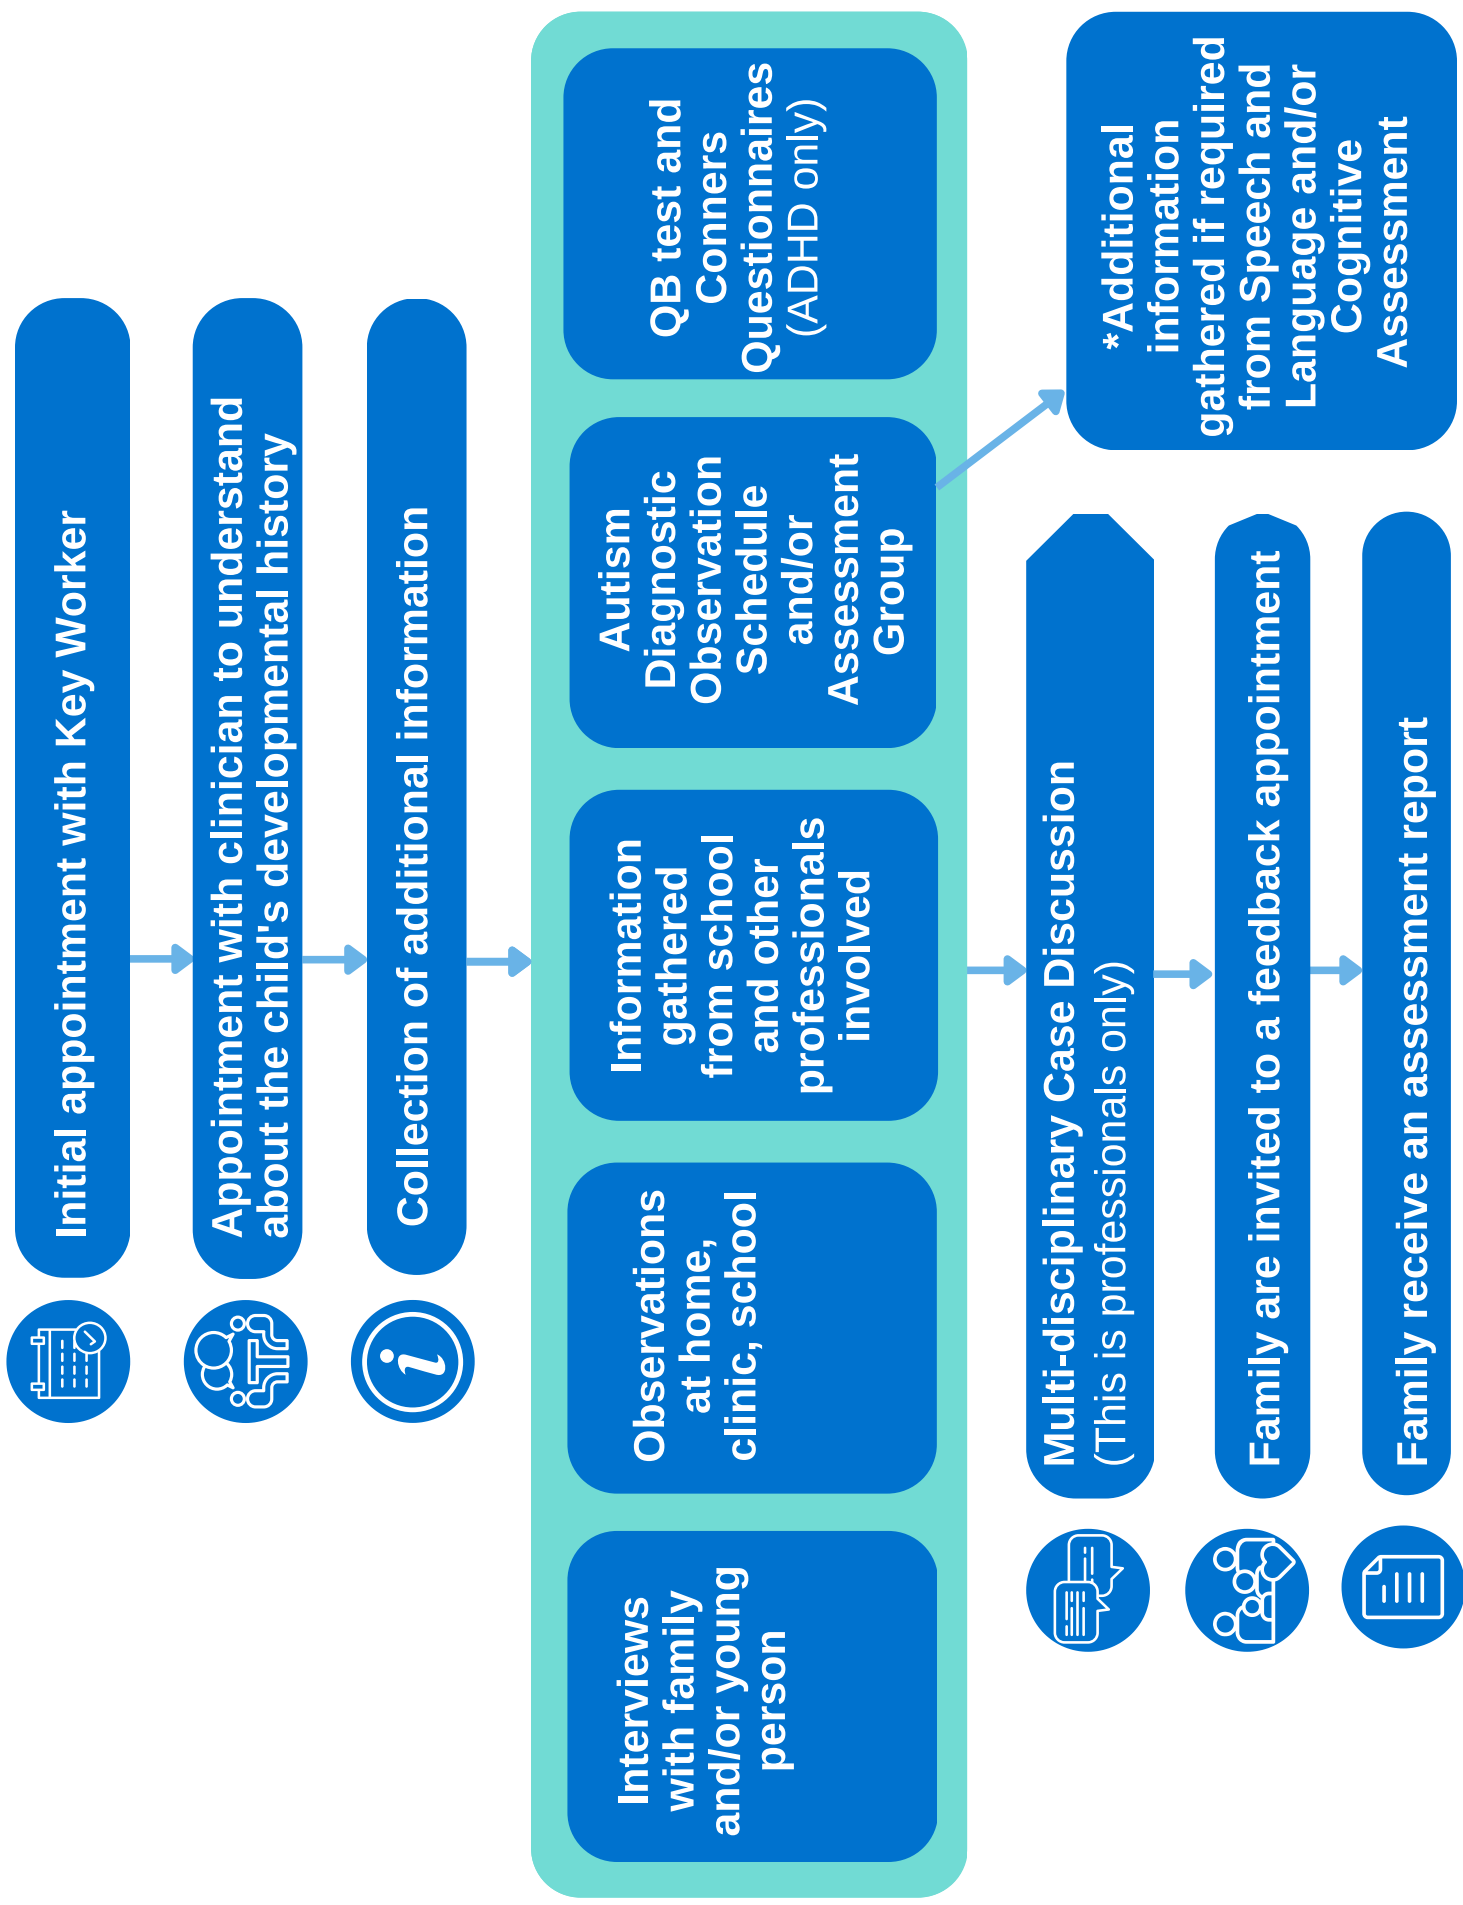 Initial appointment with Key Worker
Appointment with clinician to understand
about the child's developmental history
Collection of additional information
Interviews
with family
and/or young
person
Observations
at home,
clinic, school
Information
gathered
from school
and other
professionals
involved
Autism
Diagnostic
Observation
Schedule
and/or
Assessment
Group
QB test and
Conners
Questionnaires
(ADHD only)
*Additional
information
gathered if required
from Speech and
Language and/or
Cognitive
Assessment
Multi-disciplinary Case Discussion
(This is professionals only)
Family are invited to a feedback appointment
Family receive an assessment report